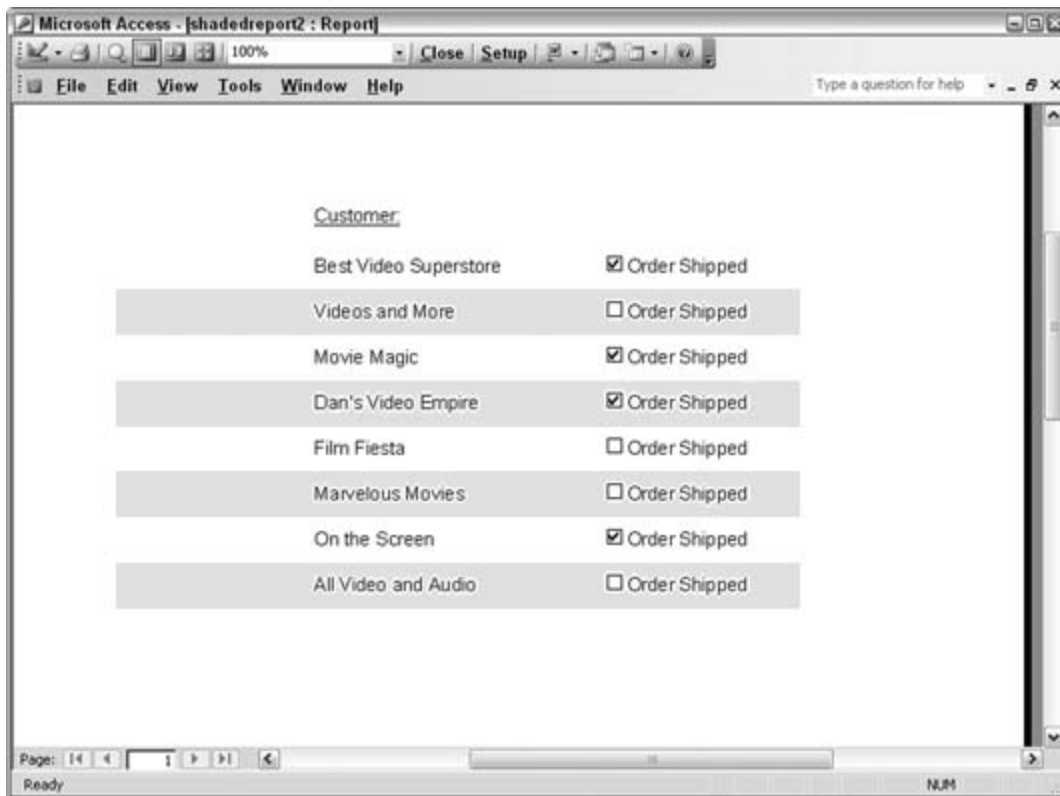 Microsoft Access - [shadedreport2 : Report]
100% Close Setup
File Edit View Tools Window Help Type a question for help
Customer:
Best Video Superstore Order Shipped
Videos and More Order Shipped
Movie Magic Order Shipped
Dan's Video Empire Order Shipped
Film Fiesta Order Shipped
Marvelous Movies Order Shipped
On the Screen Order Shipped
All Video and Audio Order Shipped
Page: 1
Ready NUM